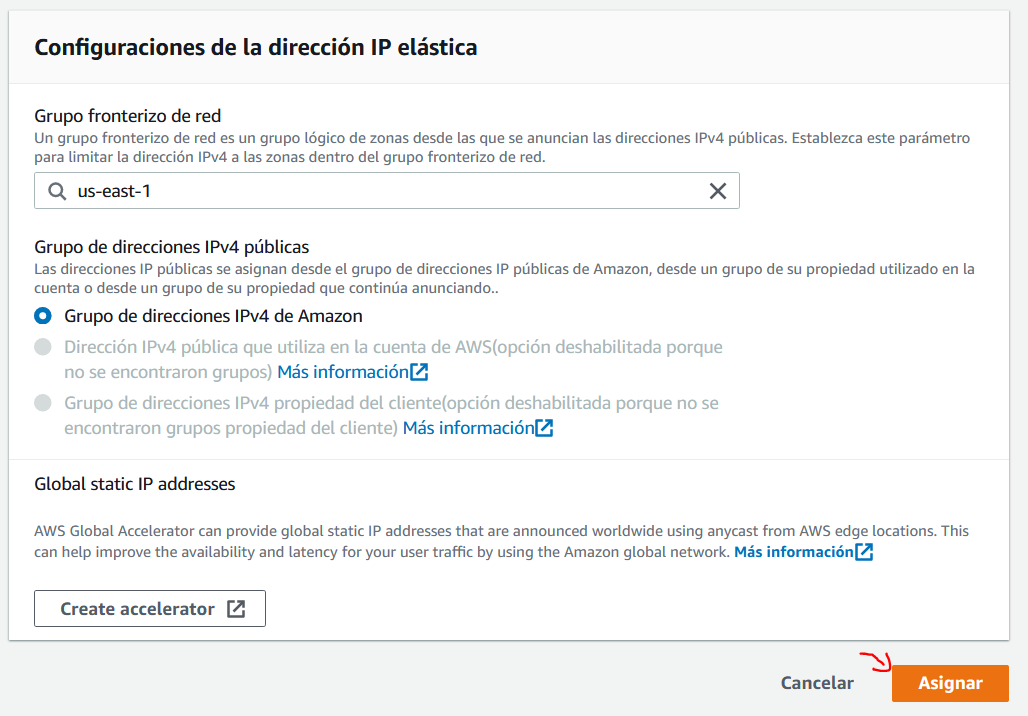 Configuraciones de la dirección IP elástica
Grupo fronterizo de red
Un grupo fronterizo de red es un grupo lógico de zonas desde las que se anuncian las direcciones IPv4 públicas. Establezca este parámetro
para limitar la dirección IPv4 a las zonas dentro del grupo fronterizo de red.
us-east-1
Grupo de direcciones IPv4 públicas
Las direcciones IP públicas se asignan desde el grupo de direcciones IP públicas de Amazon, desde un grupo de su propiedad utilizado en la
cuenta o desde un grupo de su propiedad que continúa anunciando..
Grupo de direcciones IPv4 de Amazon
Dirección IPv4 pública que utiliza en la cuenta de AWS(opción deshabilitada porque
no se encontraron grupos) Más información
Grupo de direcciones IPv4 propiedad del cliente(opción deshabilitada porque no se
encontraron grupos propiedad del cliente) Más información
Global static IP addresses
AWS Global Accelerator can provide global static IP addresses that are announced worldwide using anycast from AWS edge locations. This
can help improve the availability and latency for your user traffic by using the Amazon global network. Más información
Create accelerator
Cancelar Asignar